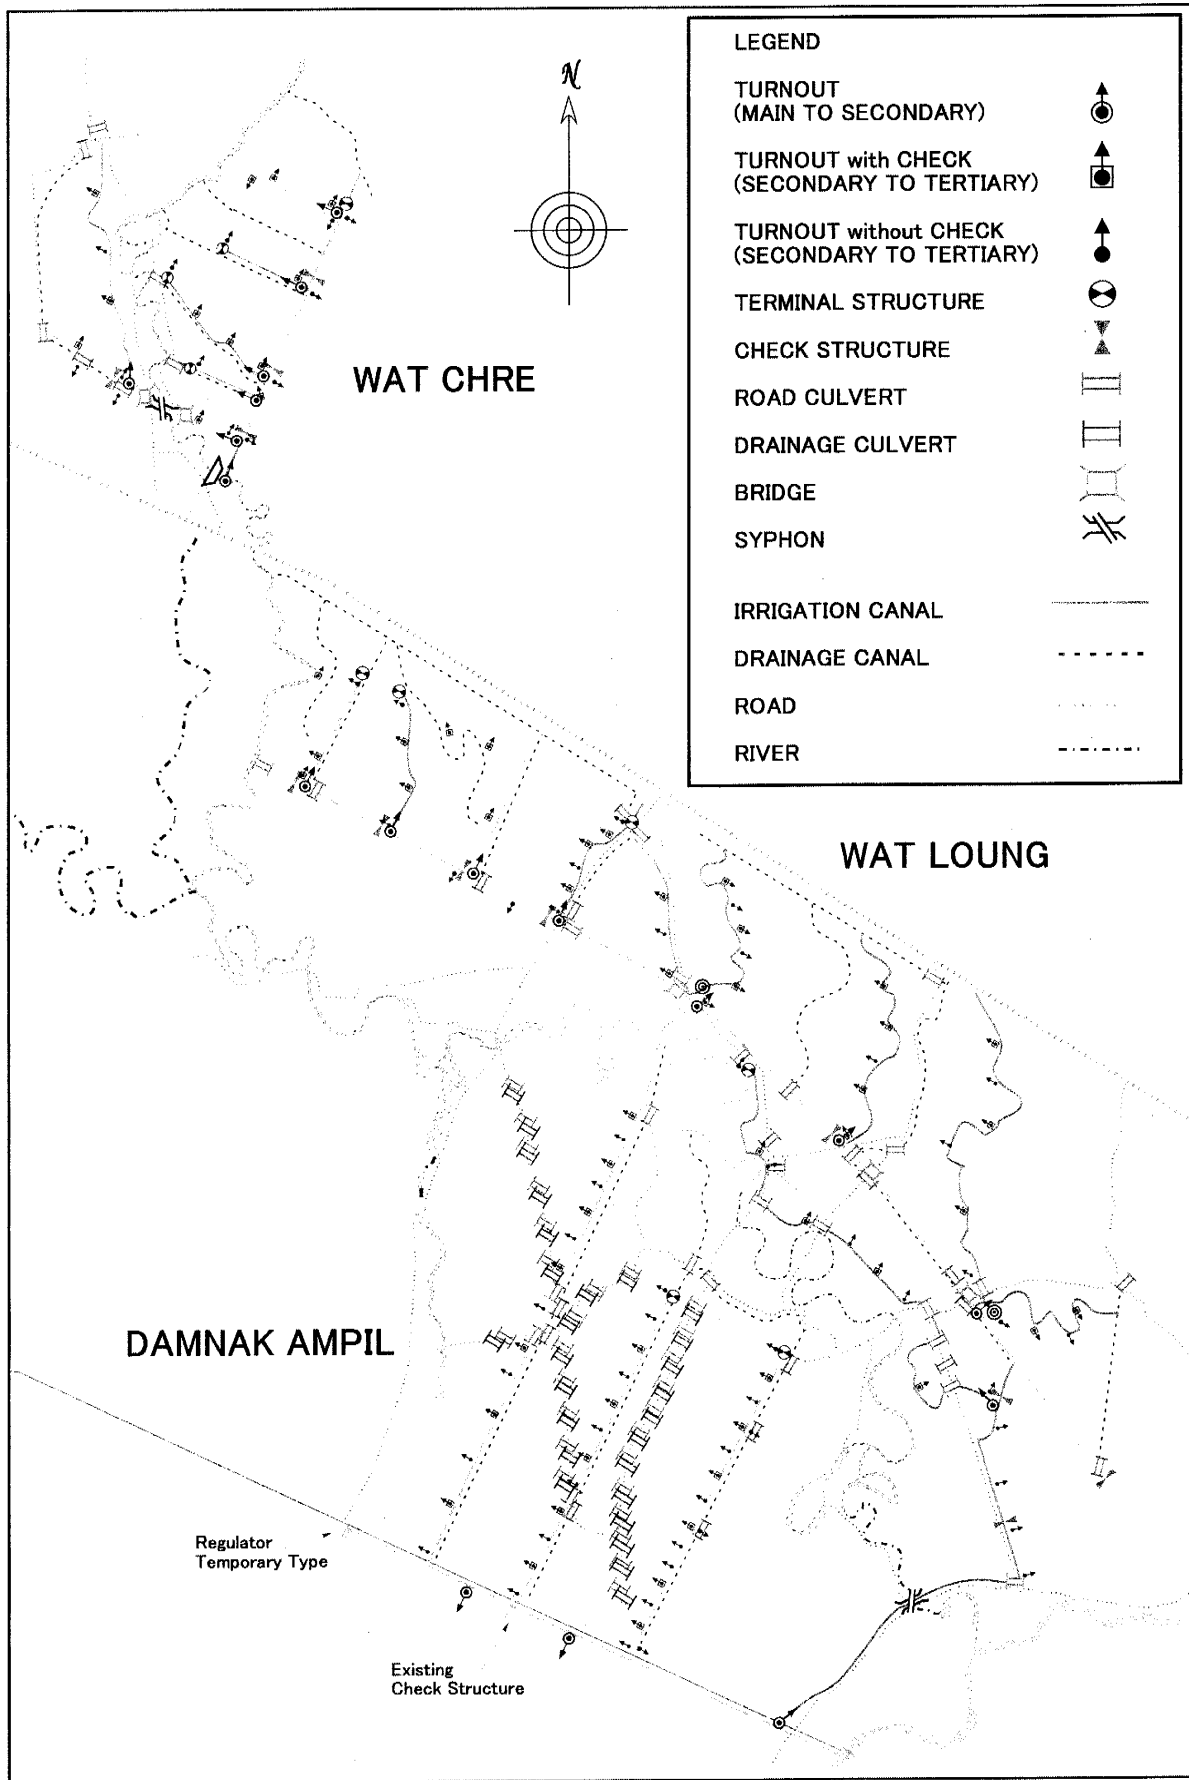 LEGEND
TURNOUT
(MAIN TO SECONDARY)
TURNOUT with CHECK
(SECONDARY TO TERTIARY)
TURNOUT without CHECK
(SECONDARY TO TERTIARY)
TERMINAL STRUCTURE
CHECK STRUCTURE
ROAD CULVERT
DRAINAGE CULVERT
BRIDGE
SYPHON
IRRIGATION CANAL
DRAINAGE CANAL
ROAD
RIVER
N
WAT CHRE
WAT LOUNG
DAMNAK AMPIL
Regulator
Temporary Type
Existing
Check Structure